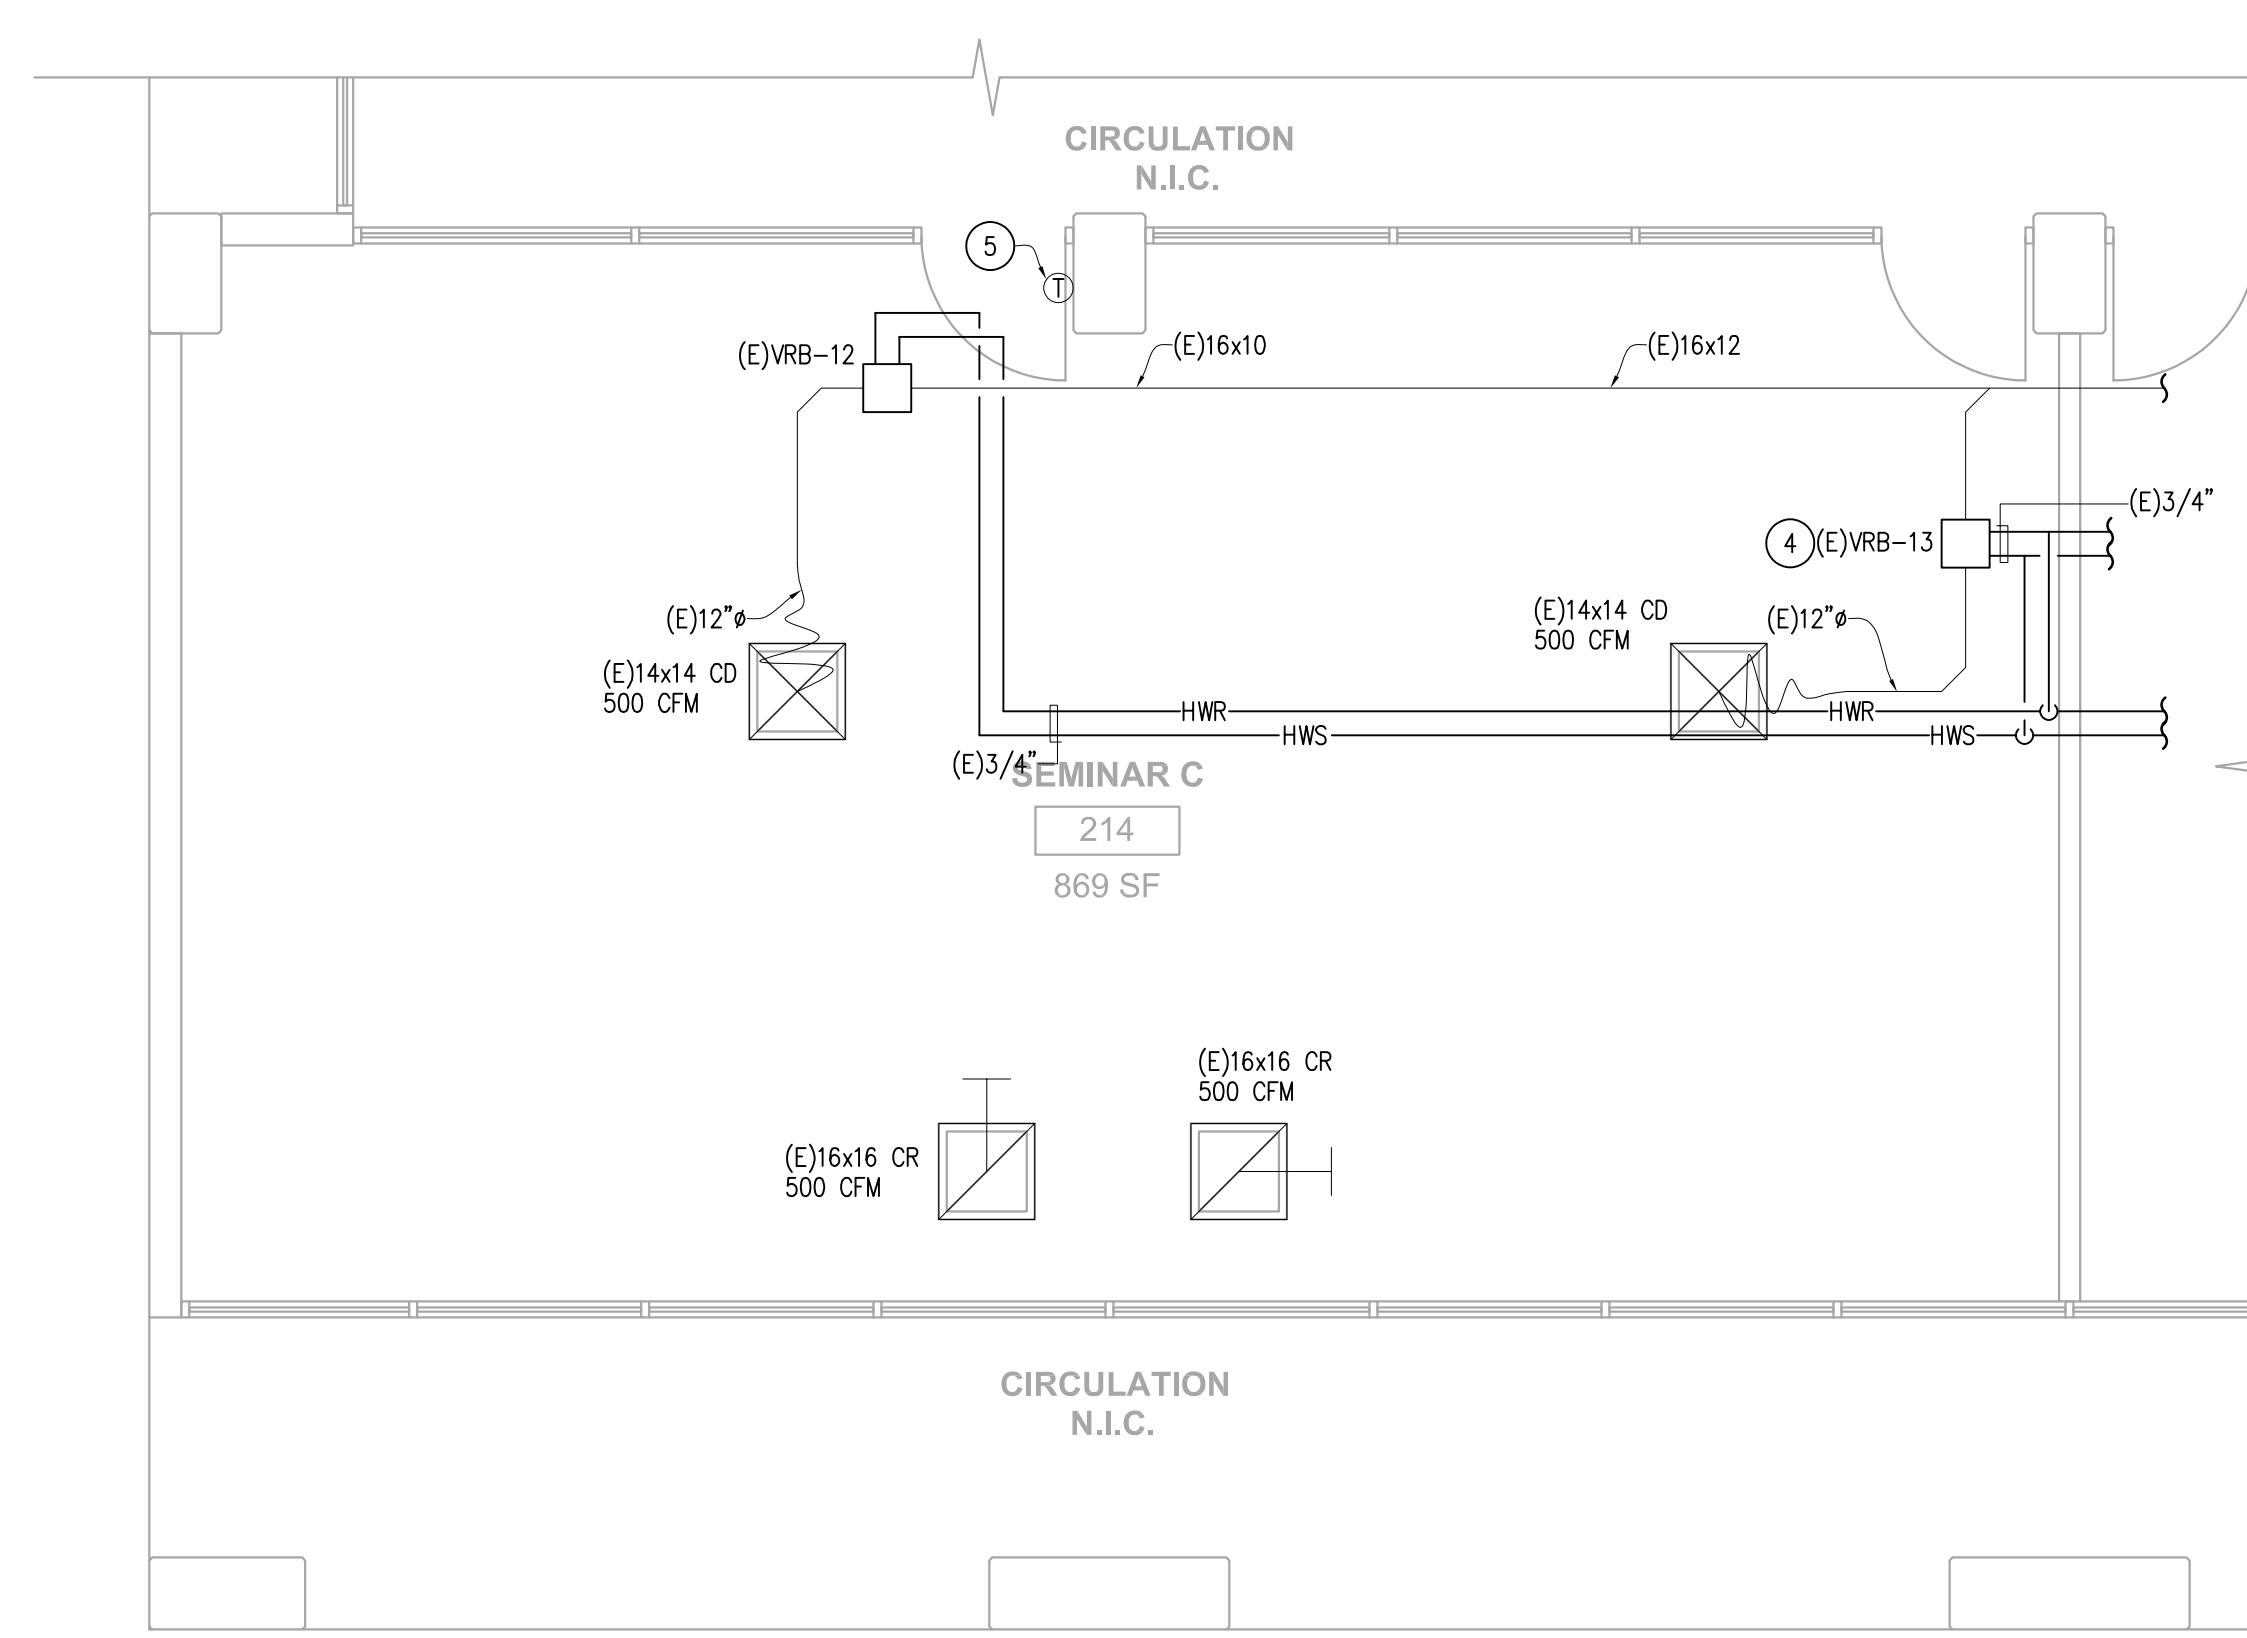 CIRCULATION
N.I.C.
5
T
(E)VRB-12
(E)16x10
(E)16x12
(E)3/4"
4
(E)VRB-13
(E)12"ø
(E)14x14 CD
500 CFM
(E)14x14 CD
500 CFM
(E)12"ø
HWR
HWR
HWS
HWS
(E)3/4"
SEMINAR C
214
869 SF
(E)16x16 CR
500 CFM
(E)16x16 CR
500 CFM
CIRCULATION
N.I.C.